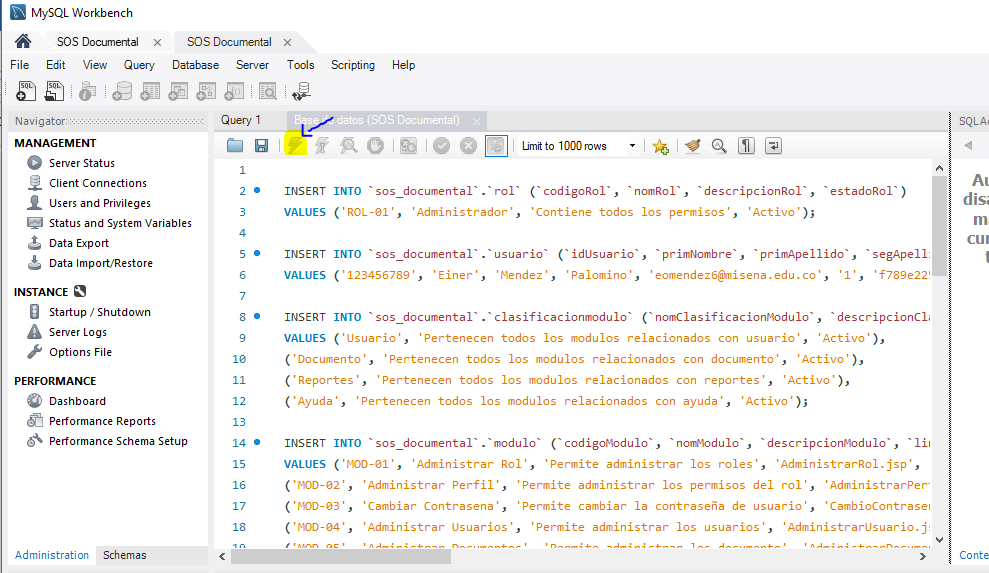 MySQL Workbench
SOS Documental
SOS Documental
File Edit View Query Database Server Tools Scripting Help
Navigator
Query 1
datos (SOS Documental)
SQLAc
MANAGEMENT
Server Status
Client Connections
Users and Privileges
Status and System Variables
Data Export
Data Import/Restore
INSTANCE
Startup / Shutdown
Server Logs
Options File
PERFORMANCE
Dashboard
Performance Reports
Performance Schema Setup
Administration Schemas
Limit to 1000 rows
1
2 INSERT INTO `sos_documental`.`rol` (`codigoRol`, `nomRol`, `descripcionRol`, `estadoRol`)
3 VALUES ('ROL-01', 'Administrador', 'Contiene todos los permisos', 'Activo');
4
5 INSERT INTO `sos_documental`.`usuario` (`idUsuario`, `primNombre`, `primApellido`, `segApelli
6 VALUES ('123456789', 'Einer', 'Mendez', 'Palomino', 'eomendez6@misena.edu.co', '1', 'f789e225
7
8 INSERT INTO `sos_documental`.`clasificacionmodulo` (`nomClasificacionModulo`, `descripcionCla
9 VALUES ('Usuario', 'Pertenecen todos los modulos relacionados con usuario', 'Activo'),
10 ('Documento', 'Pertenecen todos los modulos relacionados con documento', 'Activo'),
11 ('Reportes', 'Pertenecen todos los modulos relacionados con reportes', 'Activo'),
12 ('Ayuda', 'Pertenecen todos los modulos relacionados con ayuda', 'Activo');
13
14 INSERT INTO `sos_documental`.`modulo` (`codigoModulo`, `nomModulo`, `descripcionModulo`, `lin
15 VALUES ('MOD-01', 'Administrar Rol', 'Permite administrar los roles', 'AdministrarRol.jsp',
16 ('MOD-02', 'Administrar Perfil', 'Permite administrar los permisos del rol', 'AdministrarPerf
17 ('MOD-03', 'Cambiar Contrasena', 'Permite cambiar la contraseña de usuario', 'CambioContrasen
18 ('MOD-04', 'Administrar Usuarios', 'Permite administrar los usuarios', 'AdministrarUsuario.js
19 ('MOD-05', 'Administrar Documentos', 'Permite administrar los documento', 'AdministrarDocume
Au
disa
ma
cur
t
Conte